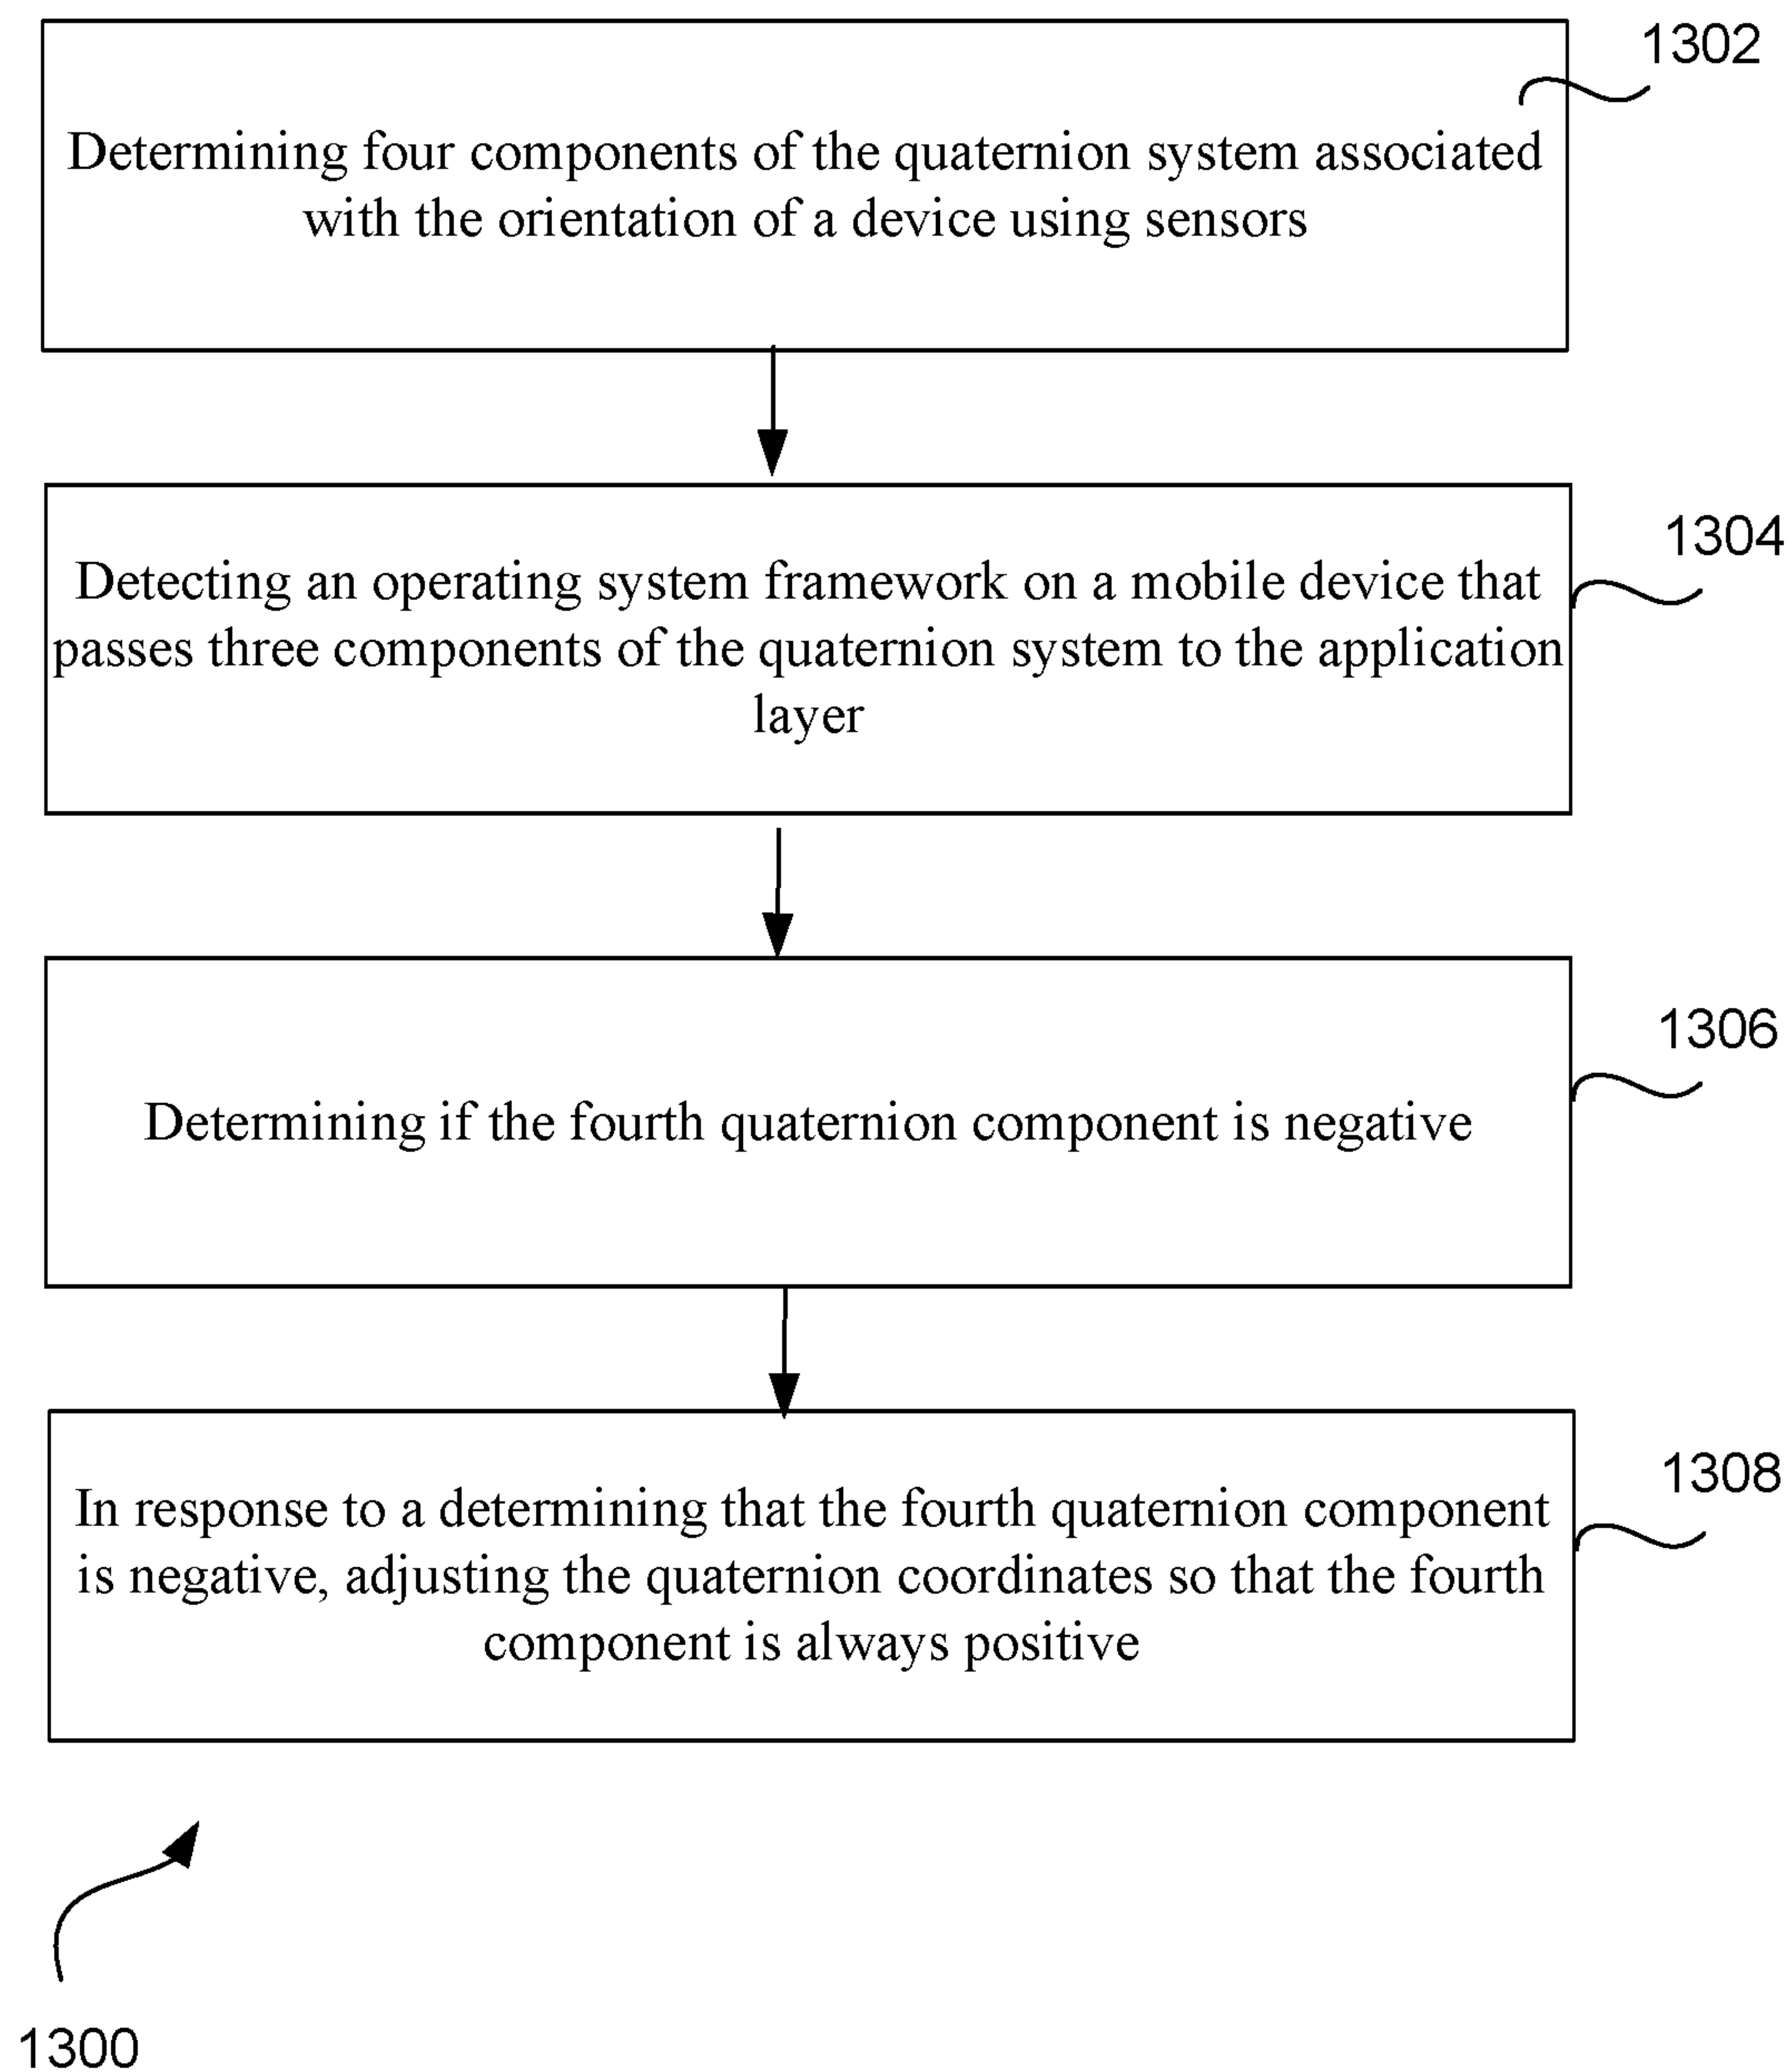 1302
Determining four components of the quaternion system associated
with the orientation of a device using sensors
1304
Detecting an operating system framework on a mobile device that
passes three components of the quaternion system to the application
layer
1306
Determining if the fourth quaternion component is negative
1308
In response to a determining that the fourth quaternion component
is negative, adjusting the quaternion coordinates so that the fourth
component is always positive
1300